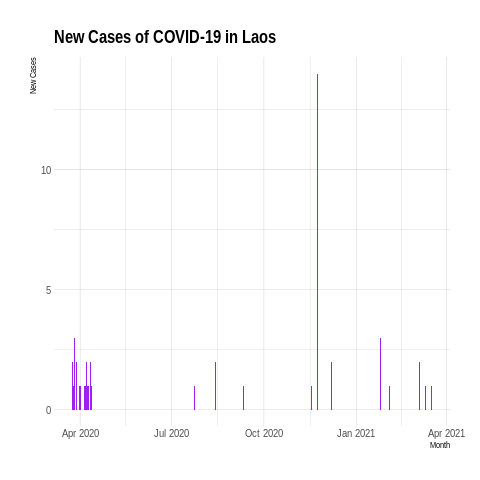 New Cases of COVID-19 in Laos
New Cases
10
5
0
Apr 2020 Jul 2020 Oct 2020 Jan 2021 Apr 2021
Month